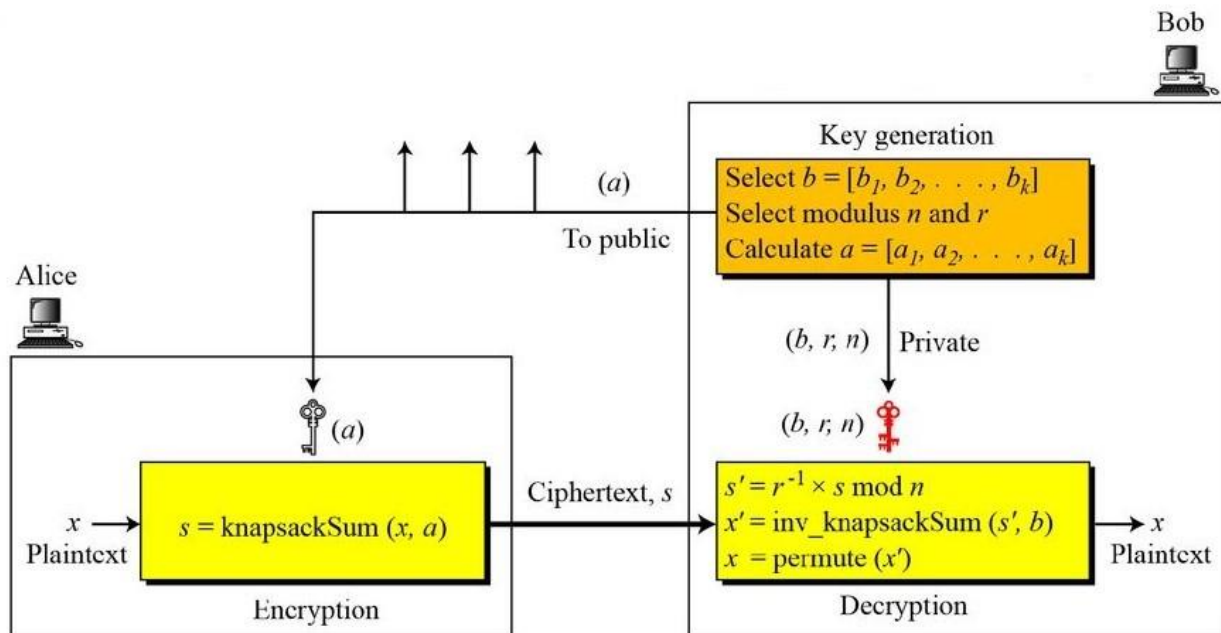 Bob
Key generation
Select b = [b₁, b₂, . . . , bₖ]
Select modulus n and r
Calculate a = [a₁, a₂, . . . , aₖ]
(a)
To public
Alice
(b, r, n) Private
(a)
(b, r, n)
x
Plaintext
s = knapsackSum (x, a)
Encryption
Ciphertext, s
s′ = r⁻¹ × s mod n
x′ = inv_knapsackSum (s′, b)
x = permute (x′)
Decryption
x
Plaintext